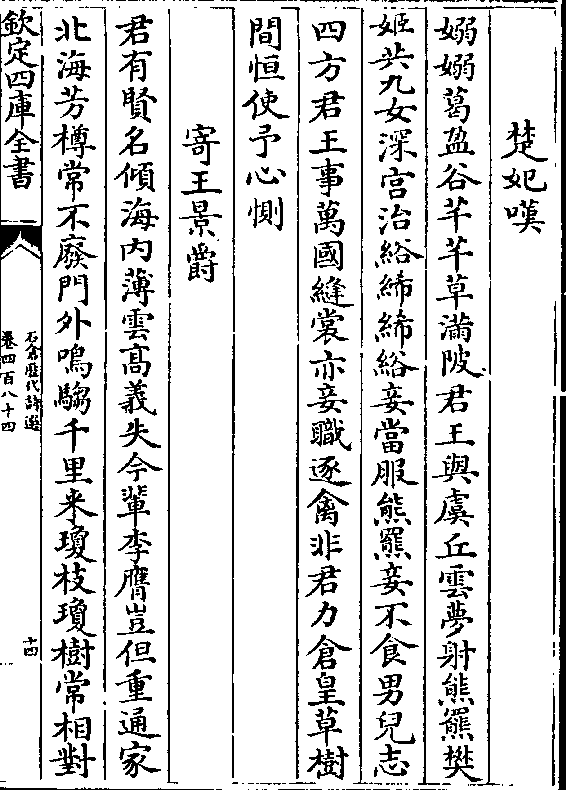 楚妃嘆
嫋嫋葛盈谷芊芊草滿陂君王與虞丘雲夢射熊羆樊
姬共九女深宫治綌絺絺綌妾當服熊羆妾不食男兒志
四方君王事萬國縫裳亦妾職逐禽非君力倉皇草樹
間恒使予心惻
寄王景爵
君有賢名傾海内薄雲髙義失今輩李膺豈但重通家
北海芳樽常不廢門外鳴騶千里来瓊枝瓊樹常相對
欽定四庫全書
石倉歴代詩選
卷四百八十四
十四